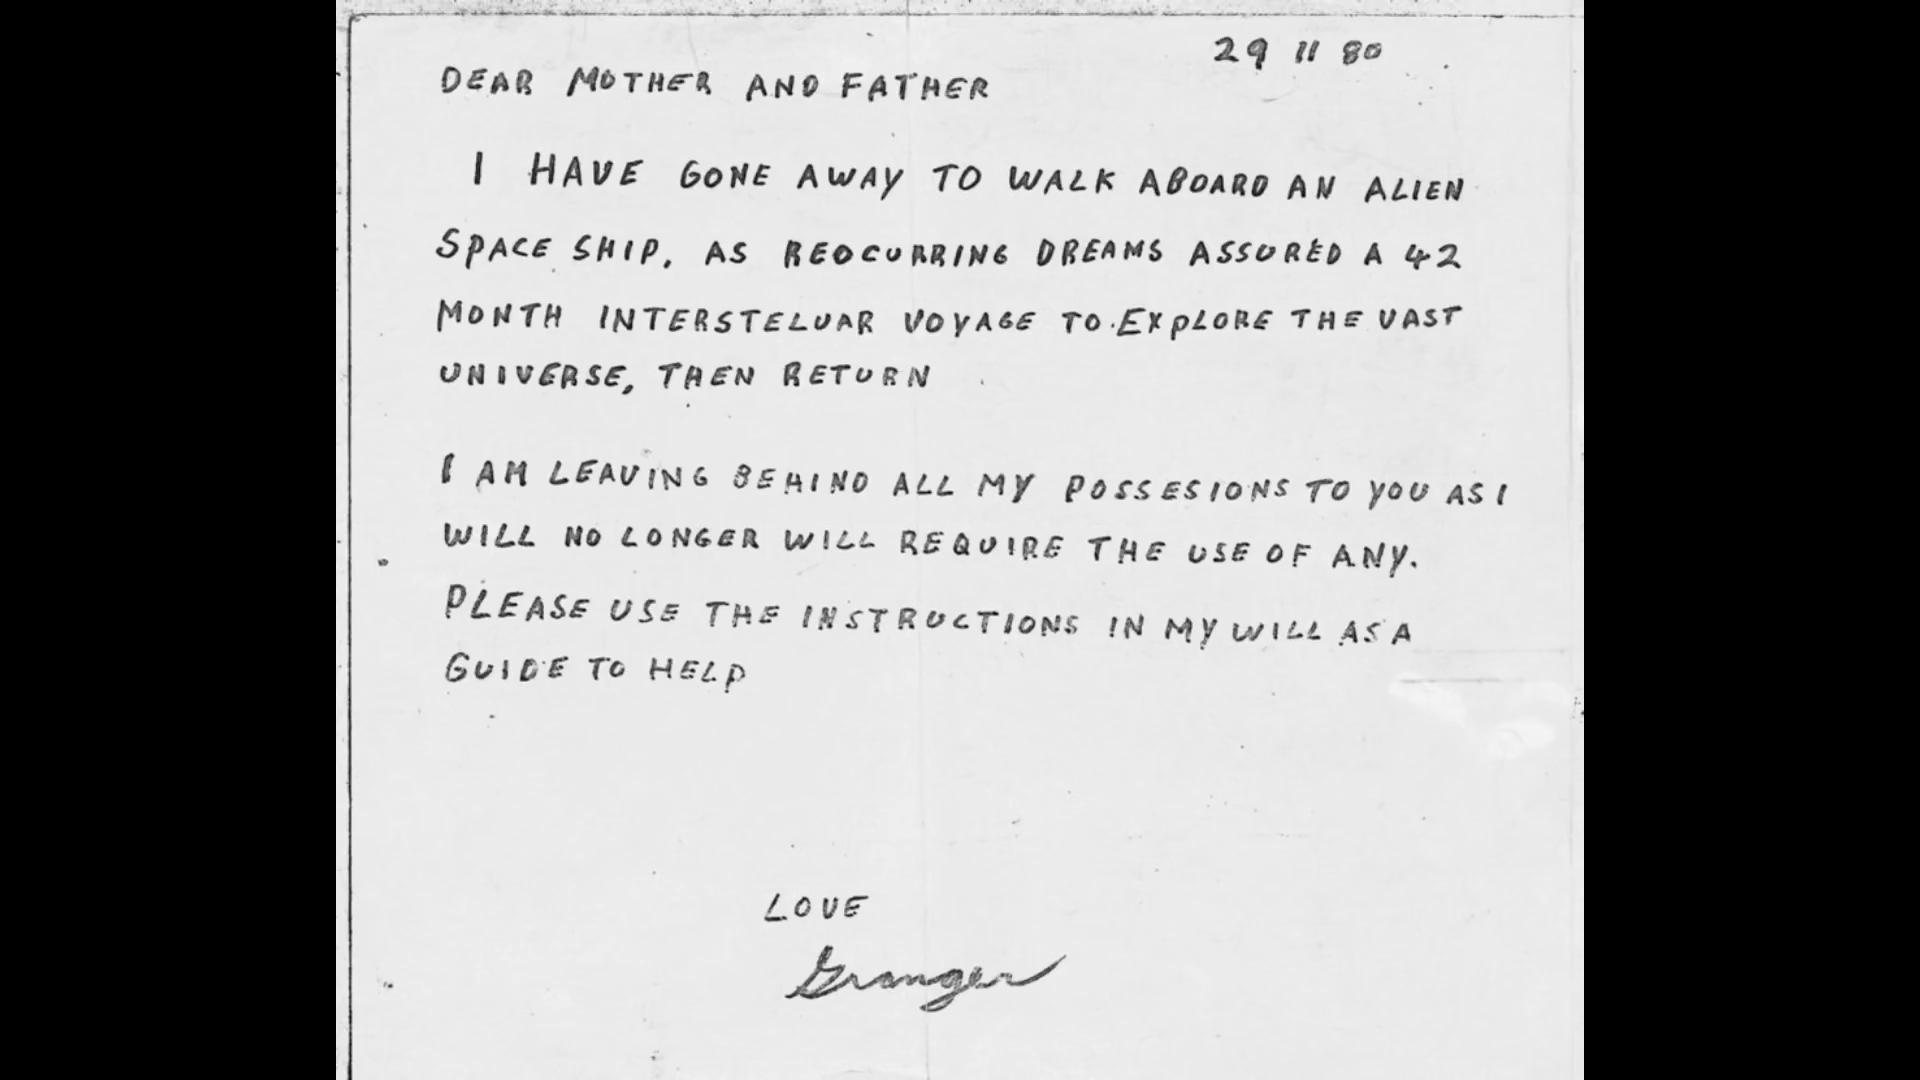 29 11 80
DEAR MOTHER AND FATHER
I HAVE GONE AWAY TO WALK ABOARD AN ALIEN
SPACE SHIP, AS REOCURRING DREAMS ASSURED A 42
MONTH INTERSTELLAR VOYAGE TO EXPLORE THE VAST
UNIVERSE, THEN RETURN
I AM LEAVING BEHIND ALL MY POSSESIONS TO YOU AS I
WILL NO LONGER WILL REQUIRE THE USE OF ANY.
PLEASE USE THE INSTRUCTIONS IN MY WILL AS A
GUIDE TO HELP
LOVE
Granger